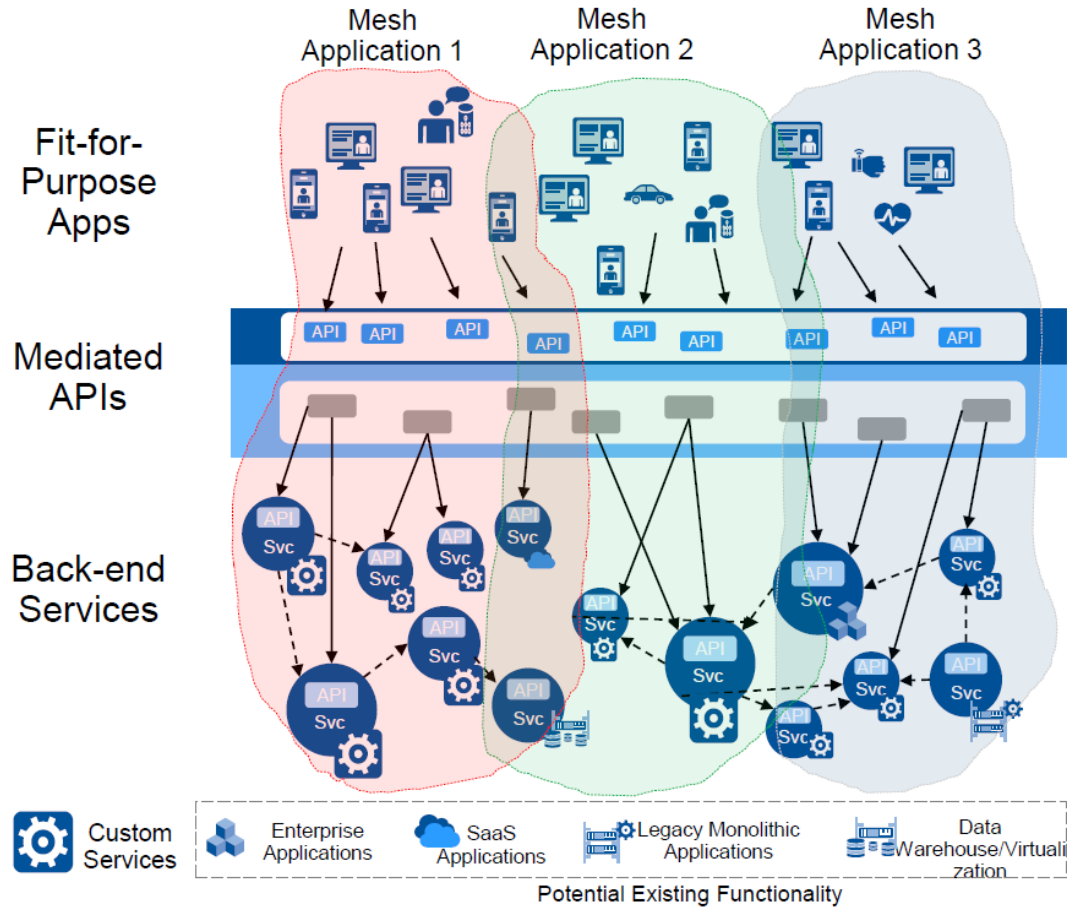 Mesh
Application 1
Mesh
Application 2
Mesh
Application 3
Fit-for-
Purpose
Apps
API
API
API
API
API
API
API
API
API
Mediated
APIs
Back-end
Services
API
Svc
API
Svc
API
Svc
API
Svc
API
Svc
API
Svc
API
Svc
API
Svc
API
Svc
API
Svc
API
Svc
API
Svc
API
Svc
API
Svc
Custom
Services
Enterprise
Applications
SaaS
Applications
Legacy Monolithic
Applications
Data
Warehouse/Virtuali
zation
Potential Existing Functionality